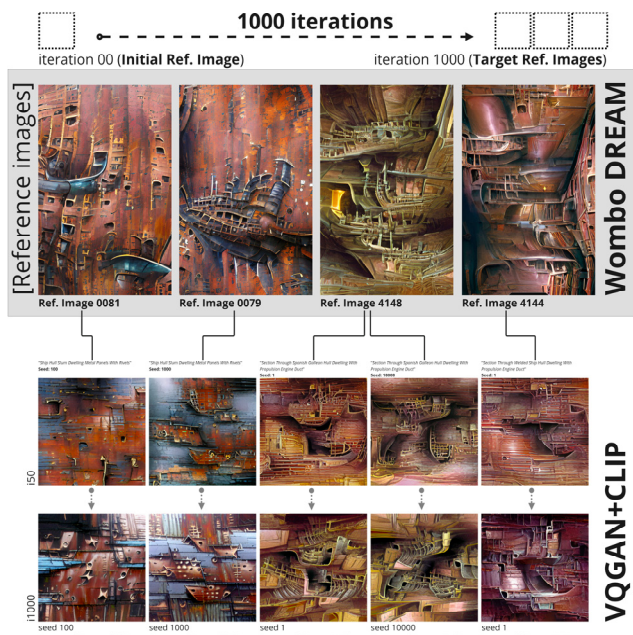 1000 iterations
iteration 00 (Initial Ref. Image)
iteration 1000 (Target Ref. Images)
[Reference images]
Wombo DREAM
Ref. Image 0081
Ref. Image 0079
Ref. Image 4148
Ref. Image 4144
"Ship Hull Slum Dwelling Metal Panels With Rivets"
Seed: 100
"Ship Hull Slum Dwelling Metal Panels With Rivets"
Seed: 1000
"Section Through Spanish Galleon Hull Dwelling With
Propulsion Engine Dust"
Seed: 1
"Section Through Spanish Galleon Hull Dwelling With
Propulsion Engine Dust"
Seed: 10000
"Section Through Welded Ship Hull Dwelling With
Propulsion Engine Dust"
Seed: 1
i50
i1000
VQGAN+CLIP
seed 100
seed 1000
seed 1
seed 10000
seed 1